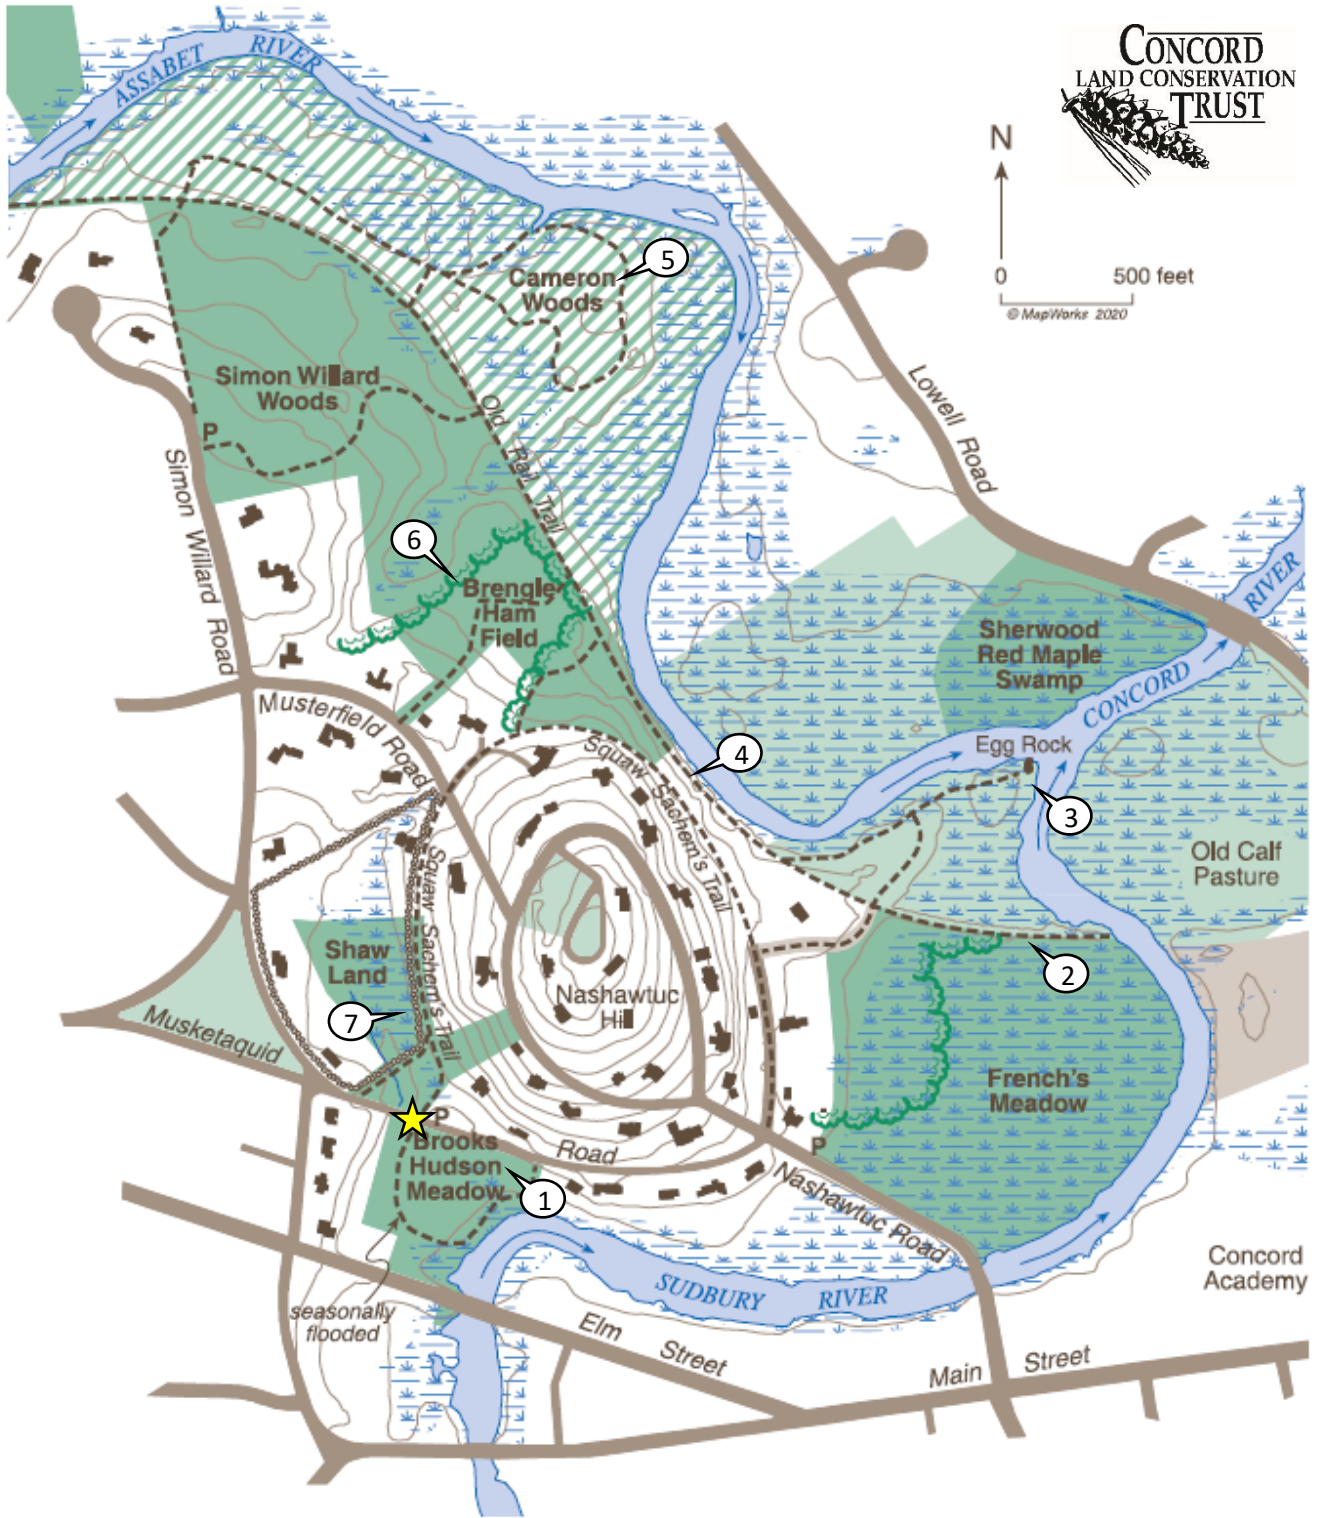 ASSABET RIVER
CONCORD
LAND CONSERVATION
TRUST
N
0 500 feet
© MapWorks 2020
5
Cameron
Woods
Simon Willard
Woods
P
Old Rail Trail
Lowell Road
Simon Willard Road
6
Brengle
Ham
Field
Sherwood
Red Maple
Swamp
CONCORD RIVER
Musterfield Road
Squaw Sachem's Trail
4
Egg Rock
3
Old Calf
Pasture
Squaw Sachem's Trail
Shaw
Land
7
Nashawtuc
Hill
2
Musketaquid Road
French's
Meadow
P
Brooks
Hudson
Meadow
1
P
Nashawtuc Road
SUDBURY RIVER
Concord
Academy
seasonally
flooded
Elm Street
Main Street